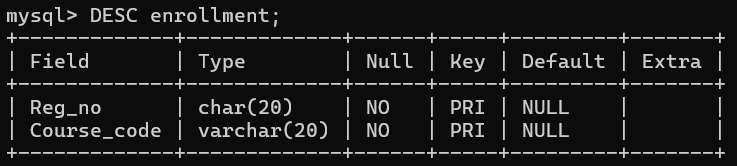 mysql> DESC enrollment;
+-------------+-------------+------+-----+---------+-------+
| Field       | Type        | Null | Key | Default | Extra |
+-------------+-------------+------+-----+---------+-------+
| Reg_no      | char(20)    | NO   | PRI | NULL    |       |
| Course_code | varchar(20) | NO   | PRI | NULL    |       |
+-------------+-------------+------+-----+---------+-------+